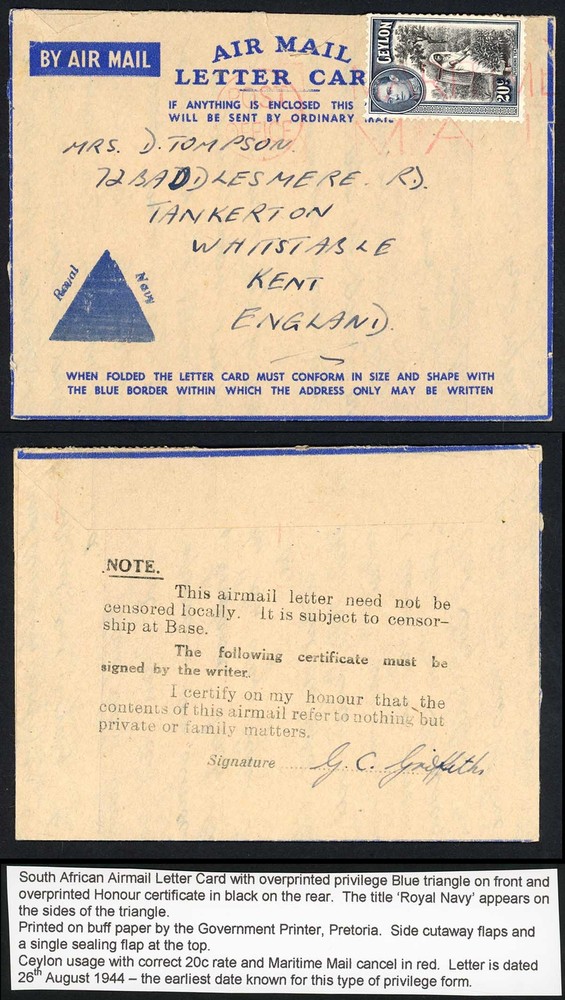 BY AIR MAIL
AIR MAIL
LETTER CAR
IF ANYTHING IS ENCLOSED THIS
WILL BE SENT BY ORDINARY MAIL
CEYLON
20c
MRS. D. TOMPSON
72 BADDLESMERE. RD.
TANKERTON
WHITSTABLE
KENT
ENGLAND.
Royal Navy
WHEN FOLDED THE LETTER CARD MUST CONFORM IN SIZE AND SHAPE WITH
THE BLUE BORDER WITHIN WHICH THE ADDRESS ONLY MAY BE WRITTEN
NOTE.
This airmail letter need not be
censored locally. It is subject to censor-
ship at Base.
The following certificate must be
signed by the writer.
I certify on my honour that the
contents of this airmail refer to nothing but
private or family matters.
Signature ...... G. C. Griffiths
South African Airmail Letter Card with overprinted privilege Blue triangle on front and
overprinted Honour certificate in black on the rear. The title ‘Royal Navy’ appears on
the sides of the triangle.
Printed on buff paper by the Government Printer, Pretoria. Side cutaway flaps and
a single sealing flap at the top.
Ceylon usage with correct 20c rate and Maritime Mail cancel in red. Letter is dated
26th August 1944 – the earliest date known for this type of privilege form.